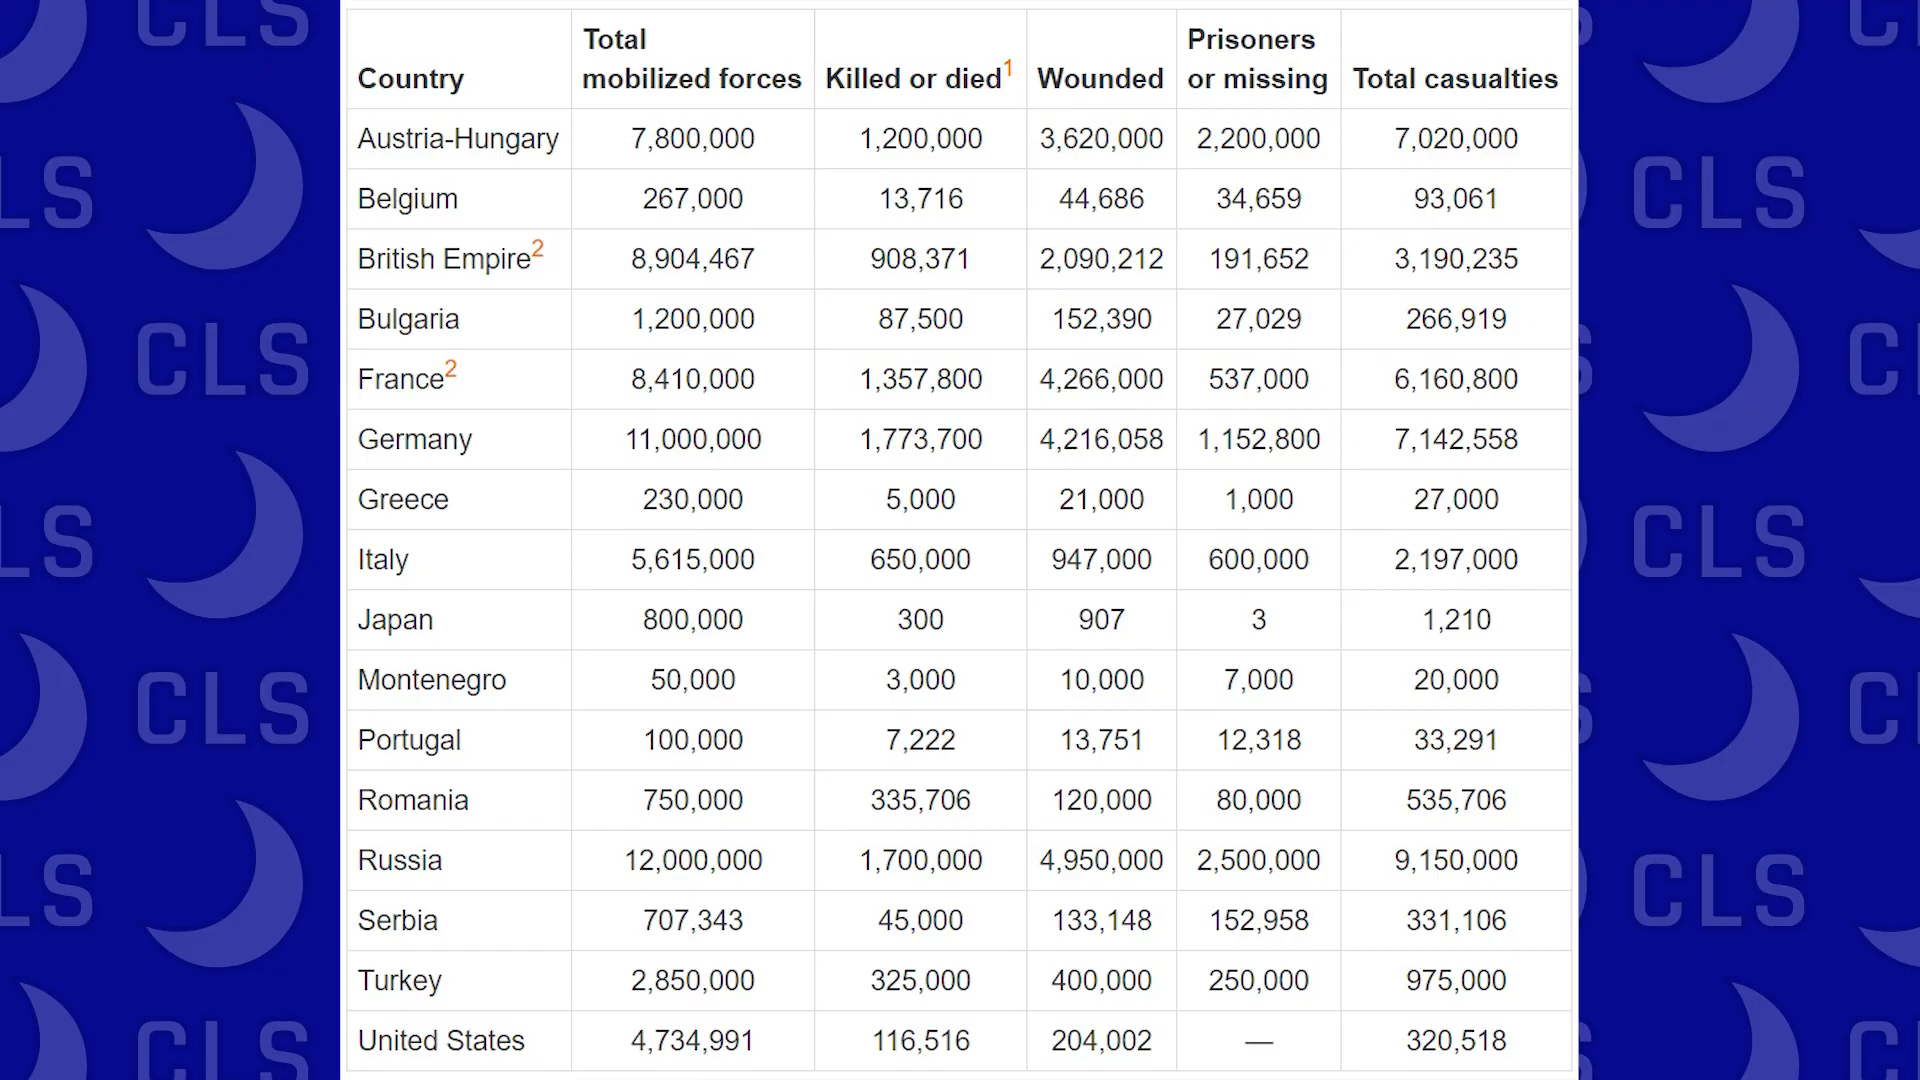 Country Total mobilized forces Killed or died1 Wounded Prisoners or missing Total casualties
Austria-Hungary 7,800,000 1,200,000 3,620,000 2,200,000 7,020,000
Belgium 267,000 13,716 44,686 34,659 93,061
British Empire2 8,904,467 908,371 2,090,212 191,652 3,190,235
Bulgaria 1,200,000 87,500 152,390 27,029 266,919
France2 8,410,000 1,357,800 4,266,000 537,000 6,160,800
Germany 11,000,000 1,773,700 4,216,058 1,152,800 7,142,558
Greece 230,000 5,000 21,000 1,000 27,000
Italy 5,615,000 650,000 947,000 600,000 2,197,000
Japan 800,000 300 907 3 1,210
Montenegro 50,000 3,000 10,000 7,000 20,000
Portugal 100,000 7,222 13,751 12,318 33,291
Romania 750,000 335,706 120,000 80,000 535,706
Russia 12,000,000 1,700,000 4,950,000 2,500,000 9,150,000
Serbia 707,343 45,000 133,148 152,958 331,106
Turkey 2,850,000 325,000 400,000 250,000 975,000
United States 4,734,991 116,516 204,002 — 320,518
CLS
CLS
CLS
CLS
CLS
CLS
CLS